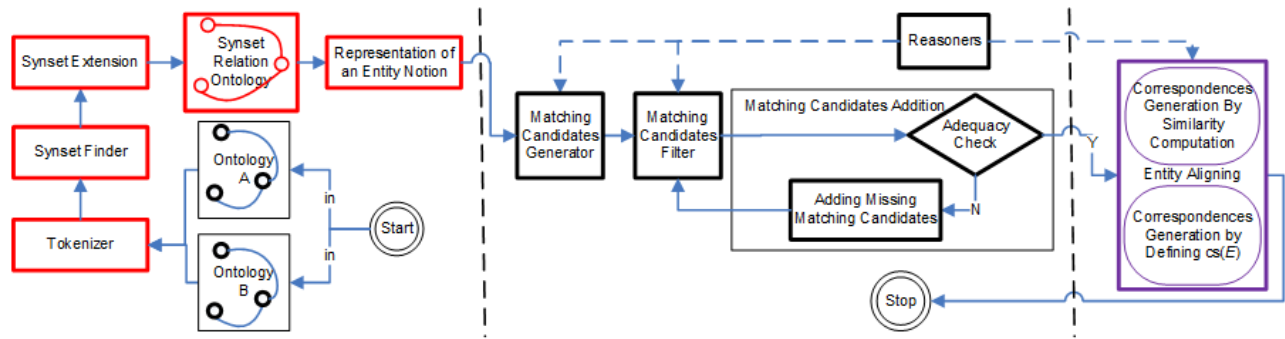 Synset Extension
Synset
Relation
Ontology
Representation of
an Entity Notion
Synset Finder
Tokenizer
Ontology
A
Ontology
B
in
in
Start
Reasoners
Matching
Candidates
Generator
Matching
Candidates
Filter
Matching Candidates Addition
Adequacy
Check
Y
N
Adding Missing
Matching Candidates
Stop
Correspondences
Generation By
Similarity
Computation
Entity Aligning
Correspondences
Generation by
Defining cs(E)